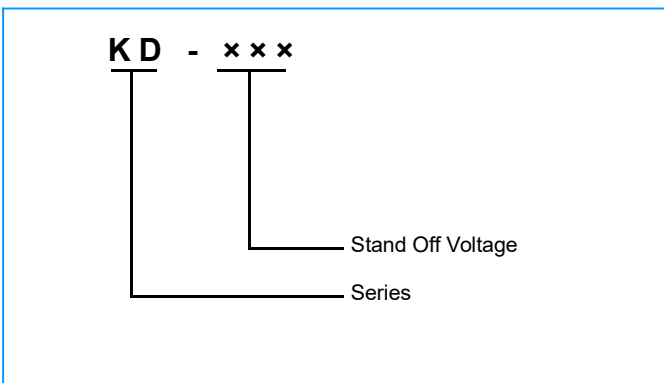 KD - ×××
Stand Off Voltage
Series